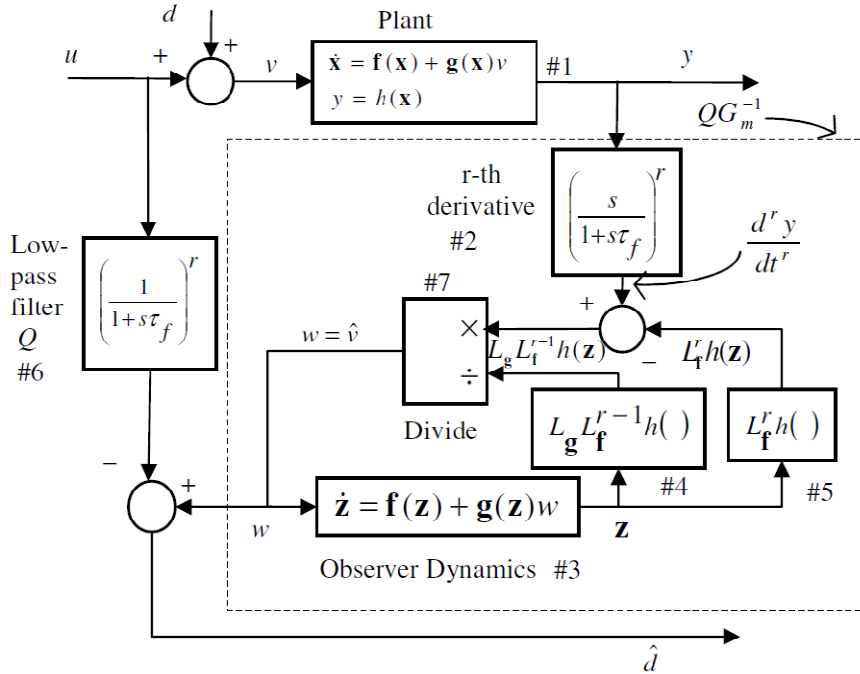 d
Plant
u
+
+
v
ẋ = f(x) + g(x)v
y = h(x)
#1
y
QG_m^{-1}
r-th
derivative
#2
(s / (1+sτ_f))^r
d^r y / dt^r
Low-
pass
filter
Q
#6
(1 / (1+sτ_f))^r
#7
+
−
w = v̂
×
÷
L_g L_f^{r-1} h(z)
L_f^r h(z)
Divide
L_g L_f^{r-1} h( )
L_f^r h( )
#4
#5
−
+
w
ż = f(z) + g(z)w
z
Observer Dynamics #3
d̂